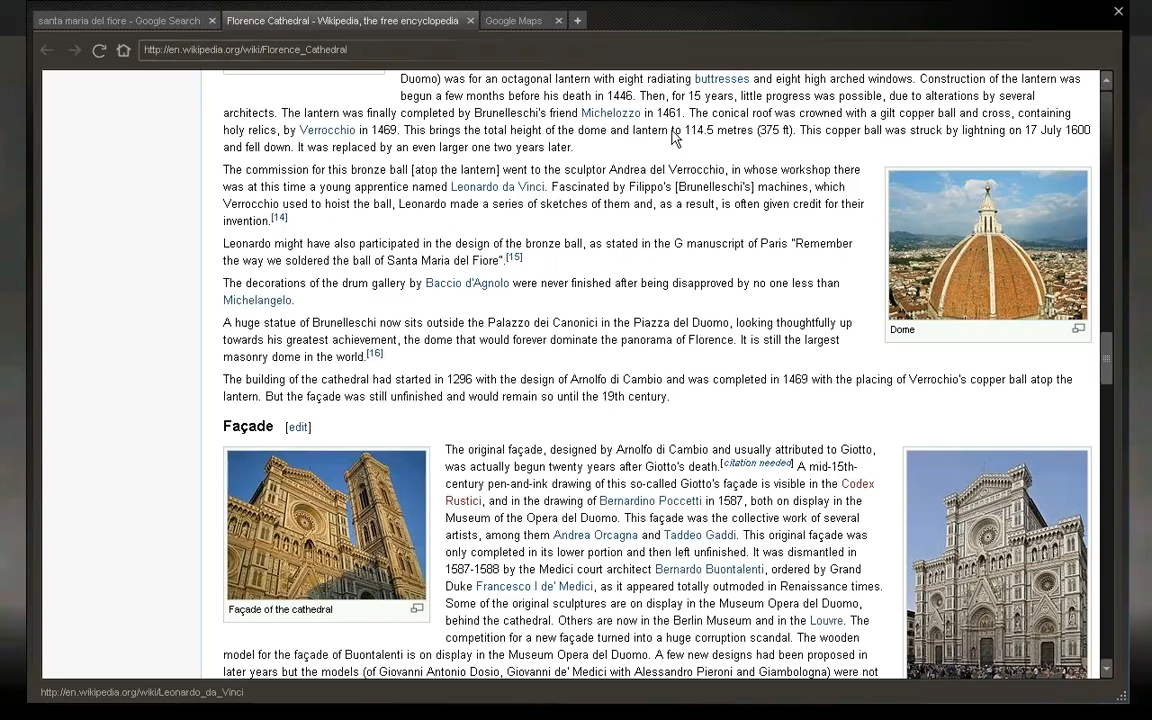 santa maria del fiore - Google Search
Florence Cathedral - Wikipedia, the free encyclopedia
Google Maps
http://en.wikipedia.org/wiki/Florence_Cathedral
Duomo) was for an octagonal lantern with eight radiating buttresses and eight high arched windows. Construction of the lantern was
begun a few months before his death in 1446. Then, for 15 years, little progress was possible, due to alterations by several
architects. The lantern was finally completed by Brunelleschi's friend Michelozzo in 1461. The conical roof was crowned with a gilt copper ball and cross, containing
holy relics, by Verrocchio in 1469. This brings the total height of the dome and lantern to 114.5 metres (375 ft). This copper ball was struck by lightning on 17 July 1600
and fell down. It was replaced by an even larger one two years later.
The commission for this bronze ball [atop the lantern] went to the sculptor Andrea del Verrocchio, in whose workshop there
was at this time a young apprentice named Leonardo da Vinci. Fascinated by Filippo's [Brunelleschi's] machines, which
Verrocchio used to hoist the ball, Leonardo made a series of sketches of them and, as a result, is often given credit for their
invention.[14]
Leonardo might have also participated in the design of the bronze ball, as stated in the G manuscript of Paris "Remember
the way we soldered the ball of Santa Maria del Fiore".[15]
The decorations of the drum gallery by Baccio d'Agnolo were never finished after being disapproved by no one less than
Michelangelo.
A huge statue of Brunelleschi now sits outside the Palazzo dei Canonici in the Piazza del Duomo, looking thoughtfully up
towards his greatest achievement, the dome that would forever dominate the panorama of Florence. It is still the largest
masonry dome in the world.[16]
Dome
The building of the cathedral had started in 1296 with the design of Arnolfo di Cambio and was completed in 1469 with the placing of Verrochio's copper ball atop the
lantern. But the façade was still unfinished and would remain so until the 19th century.
Façade [edit]
The original façade, designed by Arnolfo di Cambio and usually attributed to Giotto,
was actually begun twenty years after Giotto's death.[citation needed] A mid-15th-
century pen-and-ink drawing of this so-called Giotto's façade is visible in the Codex
Rustici, and in the drawing of Bernardino Poccetti in 1587, both on display in the
Museum of the Opera del Duomo. This façade was the collective work of several
artists, among them Andrea Orcagna and Taddeo Gaddi. This original façade was
only completed in its lower portion and then left unfinished. It was dismantled in
1587-1588 by the Medici court architect Bernardo Buontalenti, ordered by Grand
Duke Francesco I de' Medici, as it appeared totally outmoded in Renaissance times.
Some of the original sculptures are on display in the Museum Opera del Duomo,
behind the cathedral. Others are now in the Berlin Museum and in the Louvre. The
competition for a new façade turned into a huge corruption scandal. The wooden
Façade of the cathedral
model for the façade of Buontalenti is on display in the Museum Opera del Duomo. A few new designs had been proposed in
later years but the models (of Giovanni Antonio Dosio, Giovanni de' Medici with Alessandro Pieroni and Giambologna) were not
http://en.wikipedia.org/wiki/Leonardo_da_Vinci